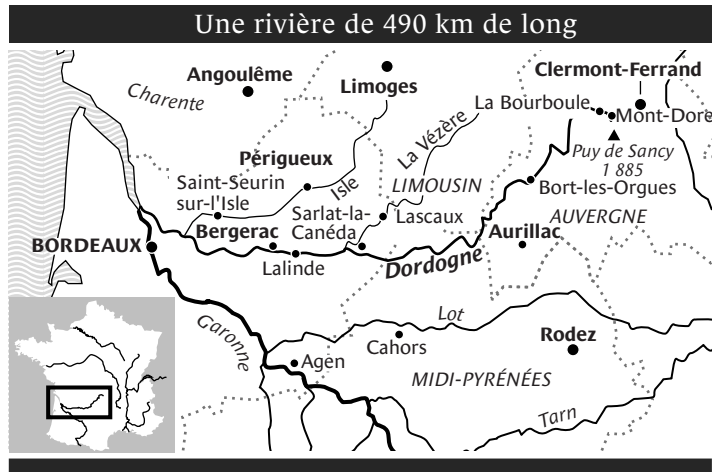 Une rivière de 490 km de long
Angoulême
Limoges
Clermont-Ferrand
Charente
La Bourboule
Mont-Dore
La Vézère
Puy de Sancy
1 885
Périgueux
Saint-Seurin
sur-l'Isle
Isle
LIMOUSIN
Bort-les-Orgues
Sarlat-la-
Canéda
Lascaux
AUVERGNE
Bergerac
Aurillac
BORDEAUX
Lalinde
Dordogne
Garonne
Lot
Cahors
Rodez
Agen
MIDI-PYRÉNÉES
Tarn